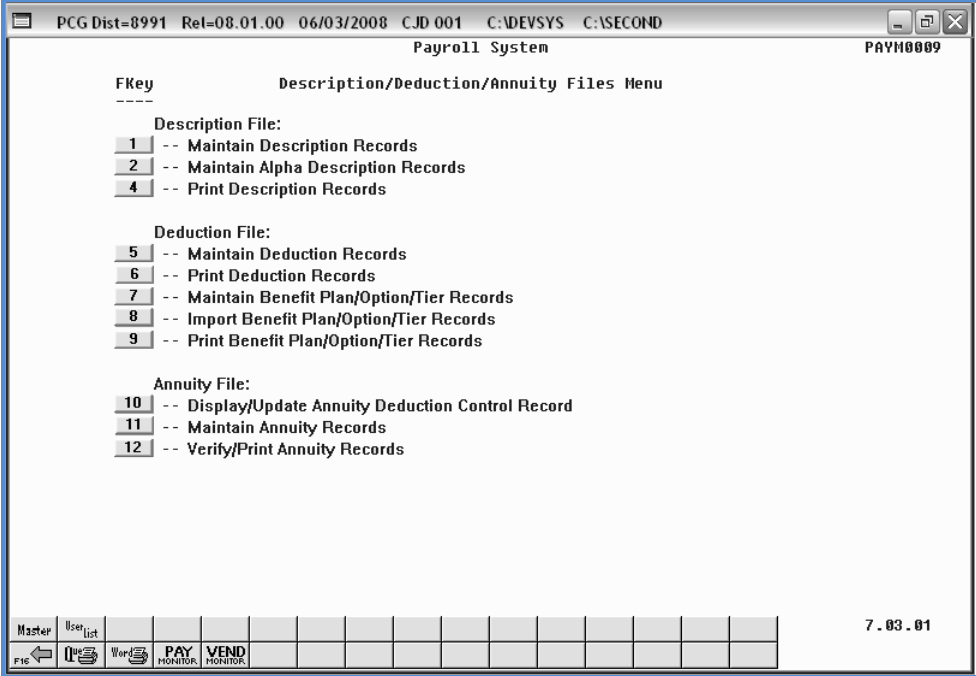 PCG Dist=8991 Rel=08.01.00 06/03/2008 CJD 001 C:\DEVSYS C:\SECOND
Payroll System PAYM0009
FKey Description/Deduction/Annuity Files Menu
----
Description File:
1 -- Maintain Description Records
2 -- Maintain Alpha Description Records
4 -- Print Description Records
Deduction File:
5 -- Maintain Deduction Records
6 -- Print Deduction Records
7 -- Maintain Benefit Plan/Option/Tier Records
8 -- Import Benefit Plan/Option/Tier Records
9 -- Print Benefit Plan/Option/Tier Records
Annuity File:
10 -- Display/Update Annuity Deduction Control Record
11 -- Maintain Annuity Records
12 -- Verify/Print Annuity Records
Master User List 7.03.01
F16 Que Word PAY MONITOR VEND MONITOR